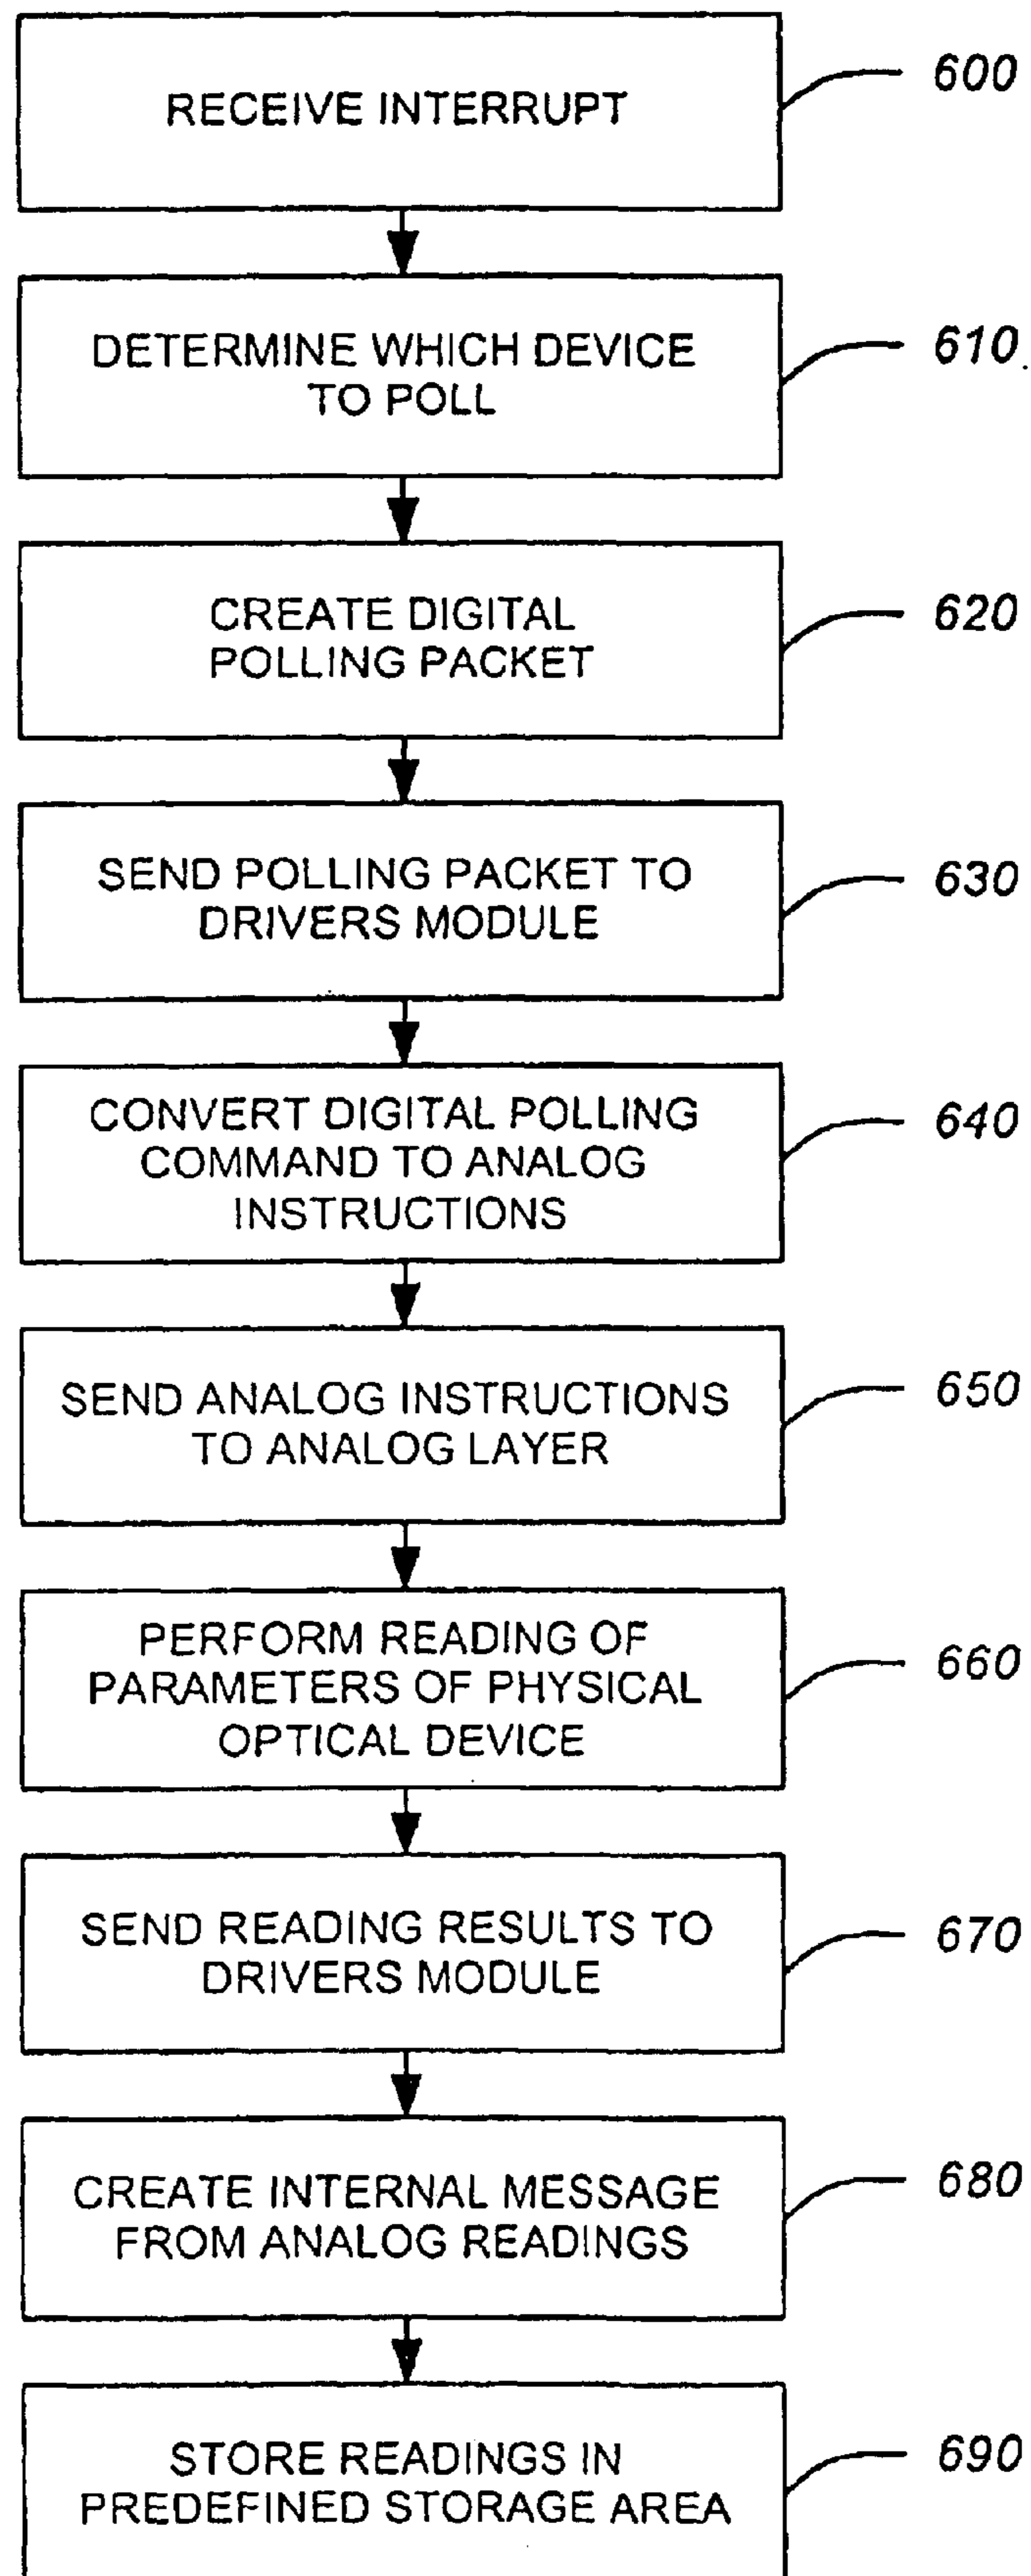 RECEIVE INTERRUPT
600
DETERMINE WHICH DEVICE
TO POLL
610
CREATE DIGITAL
POLLING PACKET
620
SEND POLLING PACKET TO
DRIVERS MODULE
630
CONVERT DIGITAL POLLING
COMMAND TO ANALOG
INSTRUCTIONS
640
SEND ANALOG INSTRUCTIONS
TO ANALOG LAYER
650
PERFORM READING OF
PARAMETERS OF PHYSICAL
OPTICAL DEVICE
660
SEND READING RESULTS TO
DRIVERS MODULE
670
CREATE INTERNAL MESSAGE
FROM ANALOG READINGS
680
STORE READINGS IN
PREDEFINED STORAGE AREA
690